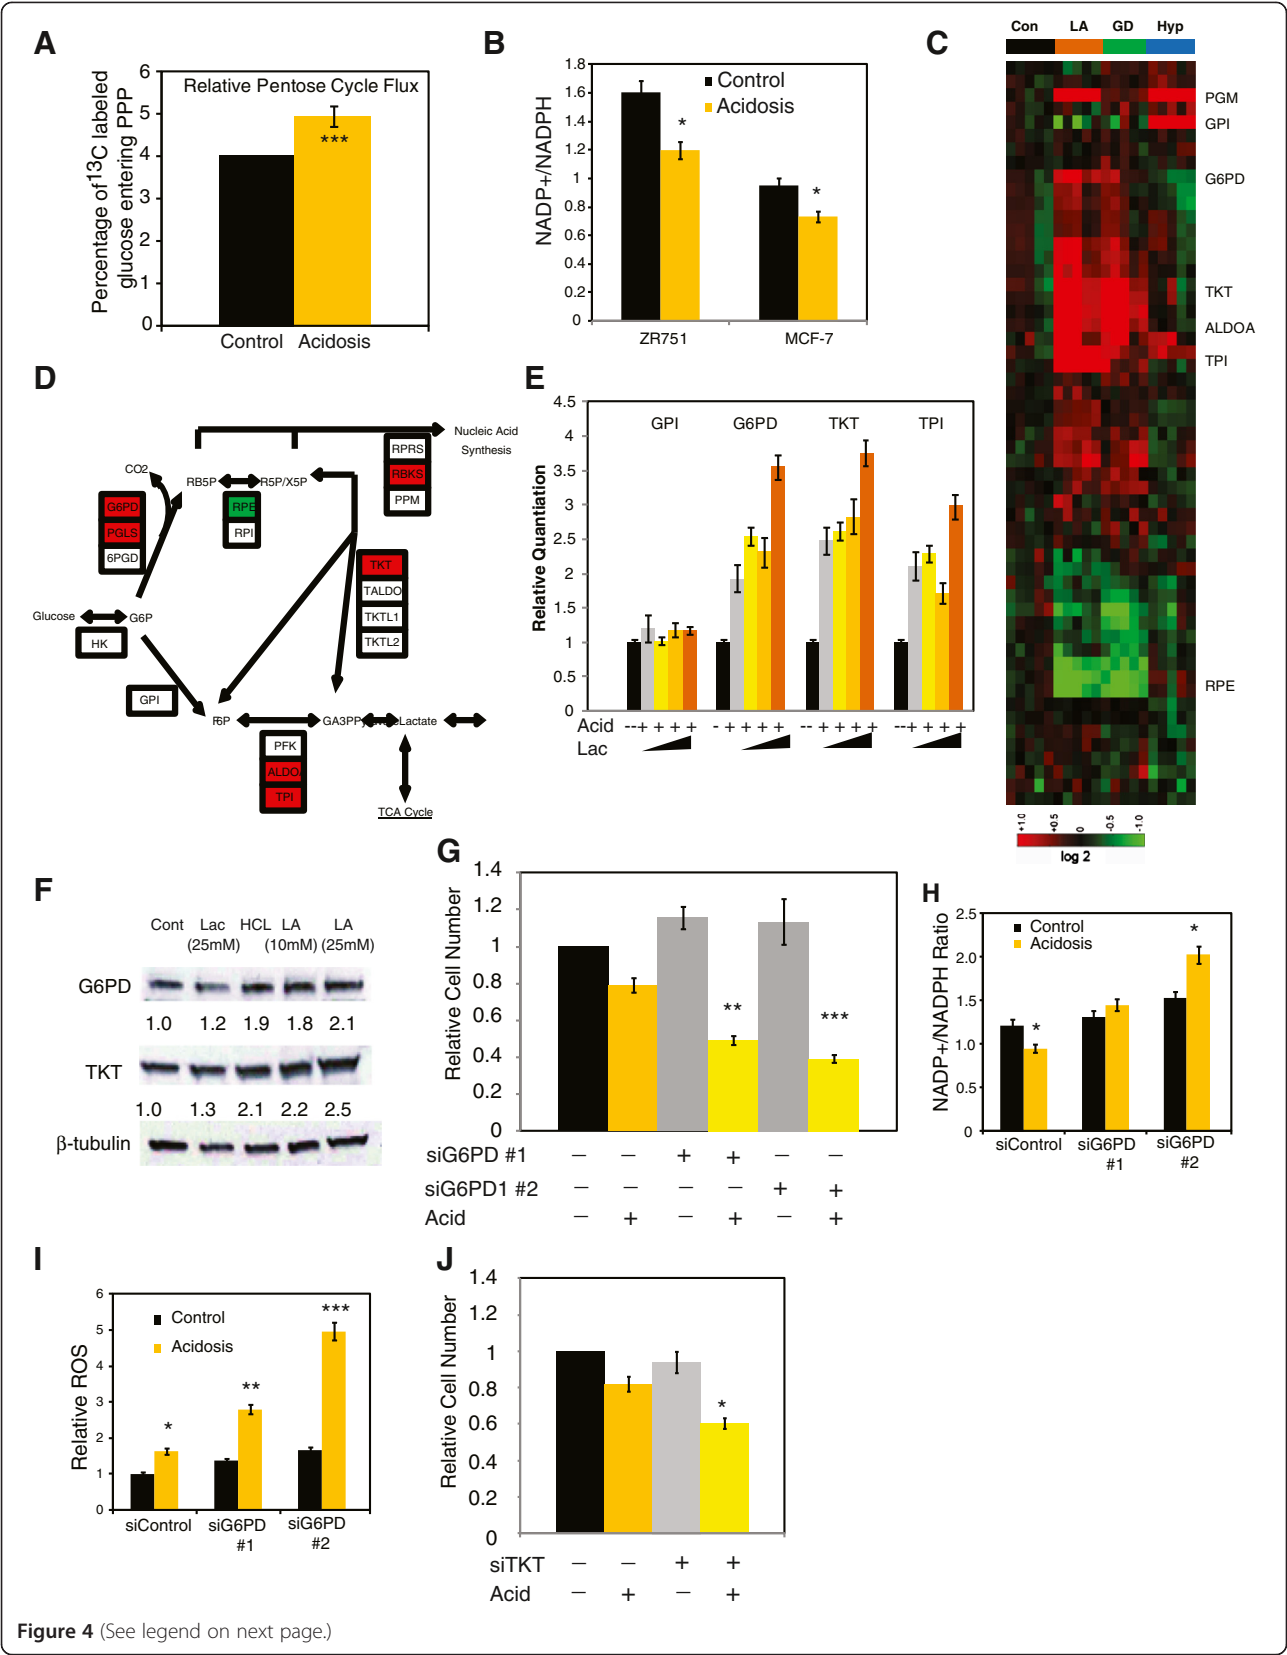 A
Relative Pentose Cycle Flux
Percentage of 13C labeled
glucose entering PPP
6
5
4
3
2
1
0
***
Control Acidosis
B
NADP+/NADPH
1.8
1.6
1.4
1.2
1
0.8
0.6
0.4
0.2
0
Control
Acidosis
*
*
ZR751 MCF-7
C
Con LA GD Hyp
PGM
GPI
G6PD
TKT
ALDOA
TPI
RPE
+1.0 +0.5 0 -0.5 -1.0
log 2
D
Nucleic Acid
Synthesis
RPRS
RBKS
PPM
CO2
RB5P R5P/X5P
G6PD
PGLS
6PGD
RPE
RPI
TKT
TALDO
TKTL1
TKTL2
Glucose G6P
HK
GPI
F6P GA3P Lactate
PFK
ALDO
TPI
TCA Cycle
E
Relative Quantiation
4.5
4
3.5
3
2.5
2
1.5
1
0.5
0
GPI G6PD TKT TPI
Acid --+ + + + - + + + + --+ + + + --+ + + +
Lac
F
Cont Lac HCL LA LA
(25mM) (10mM) (25mM)
G6PD
1.0 1.2 1.9 1.8 2.1
TKT
1.0 1.3 2.1 2.2 2.5
β-tubulin
G
Relative Cell Number
1.4
1.2
1
0.8
0.6
0.4
0.2
0
**
***
siG6PD #1 – – + + – –
siG6PD1 #2 – – – – + +
Acid – + – + – +
H
NADP+/NADPH Ratio
2.5
2.0
1.5
1.0
0.5
0
Control
Acidosis
*
*
siControl siG6PD siG6PD
#1 #2
I
Relative ROS
6
5
4
3
2
1
0
Control
Acidosis
*
**
***
siControl siG6PD siG6PD
#1 #2
J
Relative Cell Number
1.4
1.2
1
0.8
0.6
0.4
0.2
0
*
siTKT – – + +
Acid – + – +
Figure 4 (See legend on next page.)